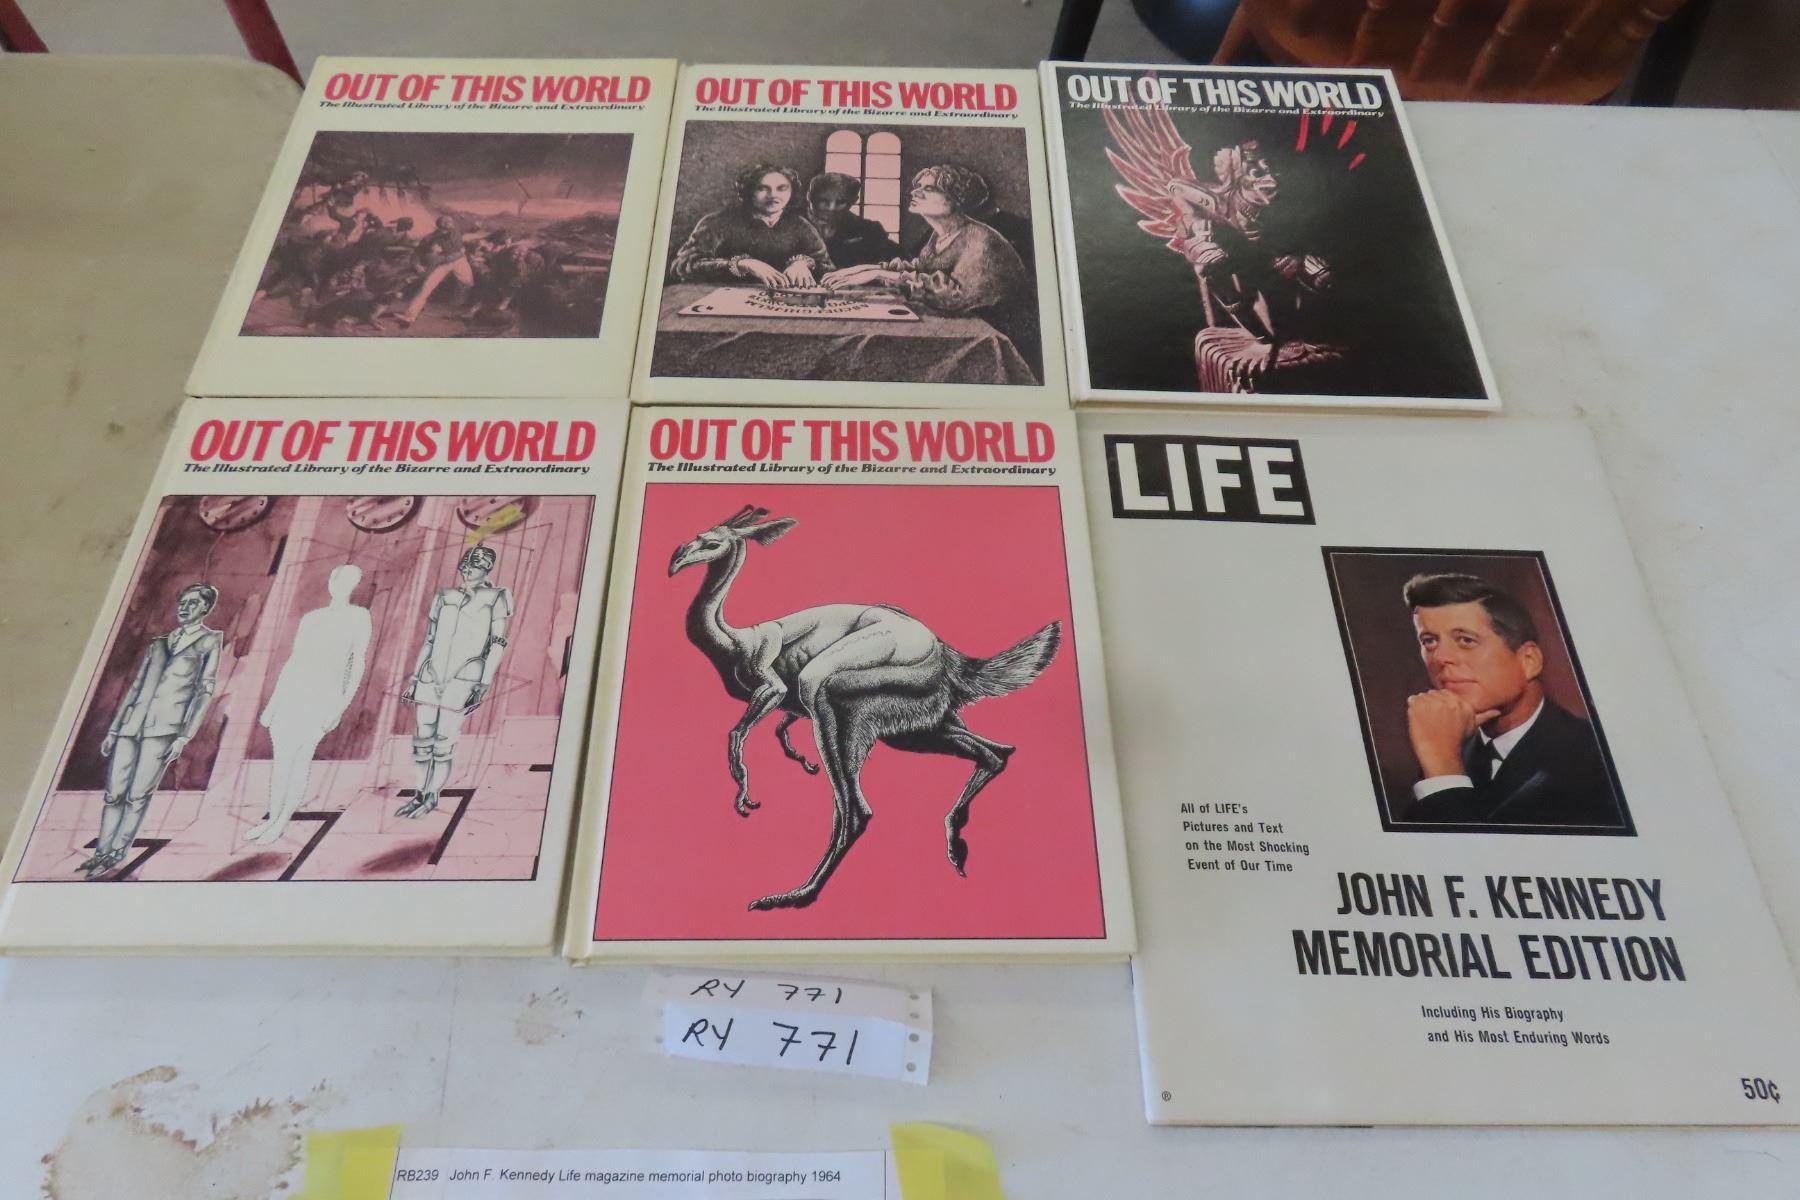 OUT OF THIS WORLD
The Illustrated Library of the Bizarre and Extraordinary
OUT OF THIS WORLD
The Illustrated Library of the Bizarre and Extraordinary
OUT OF THIS WORLD
The Illustrated Library of the Bizarre and Extraordinary
OUT OF THIS WORLD
The Illustrated Library of the Bizarre and Extraordinary
OUT OF THIS WORLD
The Illustrated Library of the Bizarre and Extraordinary
LIFE
All of LIFE's
Pictures and Text
on the Most Shocking
Event of Our Time
JOHN F. KENNEDY
MEMORIAL EDITION
Including His Biography
and His Most Enduring Words
®
50¢
RY 771
RY 771
RB239 John F. Kennedy Life magazine memorial photo biography 1964